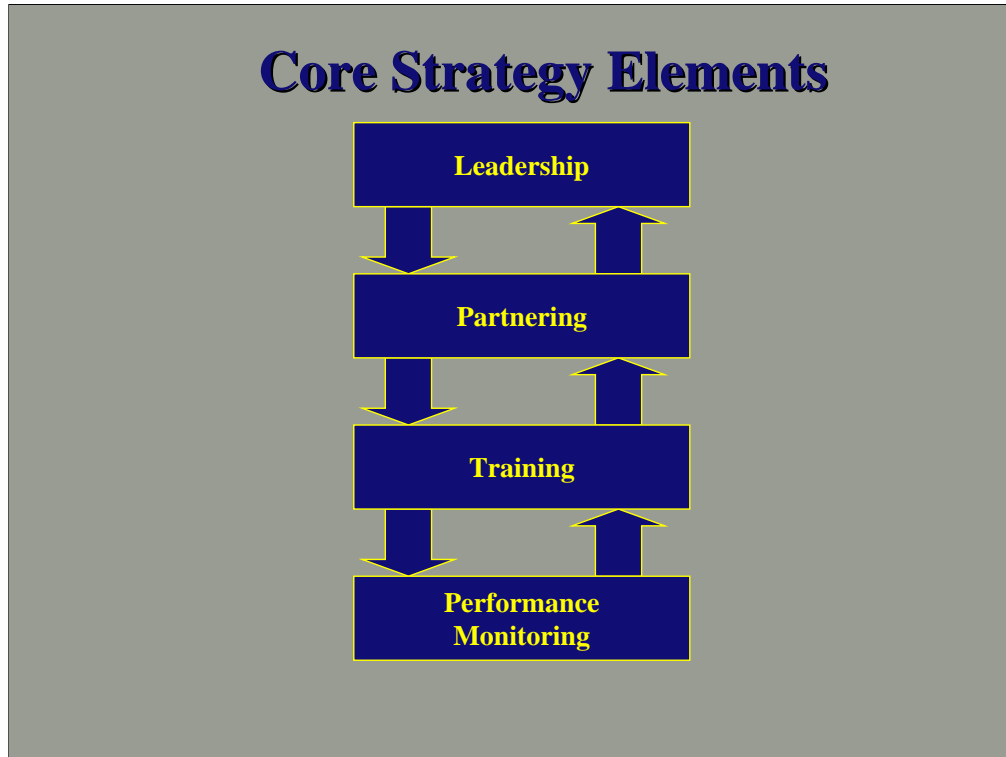 Core Strategy Elements
Leadership
Partnering
Training
Performance
Monitoring